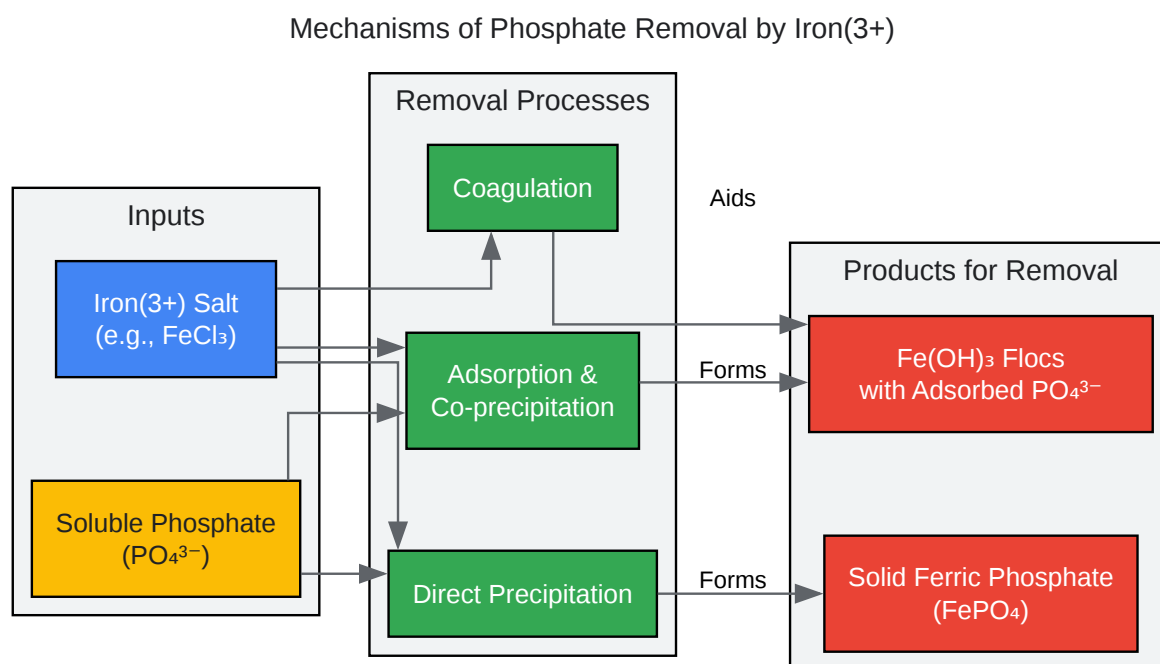 Mechanisms of Phosphate Removal by Iron(3+)
Inputs
Iron(3+) Salt
(e.g., FeCl₃)
Soluble Phosphate
(PO₄³⁻)
Removal Processes
Coagulation
Adsorption &
Co-precipitation
Direct Precipitation
Aids
Forms
Forms
Products for Removal
Fe(OH)₃ Flocs
with Adsorbed PO₄³⁻
Solid Ferric Phosphate
(FePO₄)